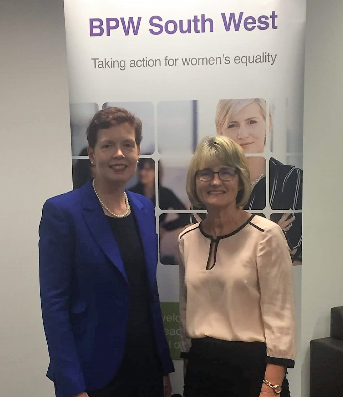 BPW South West
Taking action for women's equality